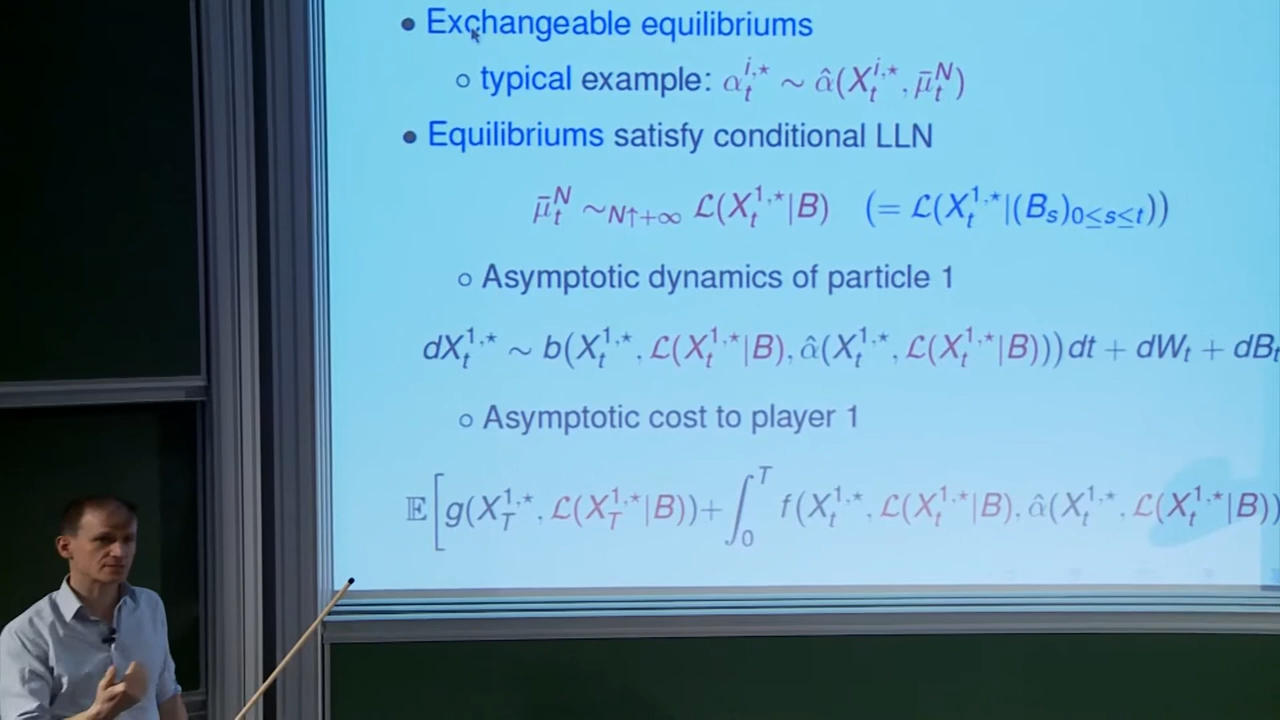 • Exchangeable equilibriums
∘ typical example: α_t^{i,⋆} ∼ α̂(X_t^{i,⋆}, μ̄_t^N)
• Equilibriums satisfy conditional LLN
μ̄_t^N ∼_{N↑+∞} ℒ(X_t^{1,⋆}|B) (= ℒ(X_t^{1,⋆}|(B_s)_{0≤s≤t}))
∘ Asymptotic dynamics of particle 1
dX_t^{1,⋆} ∼ b(X_t^{1,⋆}, ℒ(X_t^{1,⋆}|B), α̂(X_t^{1,⋆}, ℒ(X_t^{1,⋆}|B)))dt + dW_t + dB_t
∘ Asymptotic cost to player 1
𝔼[g(X_T^{1,⋆}, ℒ(X_T^{1,⋆}|B))+∫_0^T f(X_t^{1,⋆}, ℒ(X_t^{1,⋆}|B), α̂(X_t^{1,⋆}, ℒ(X_t^{1,⋆}|B))